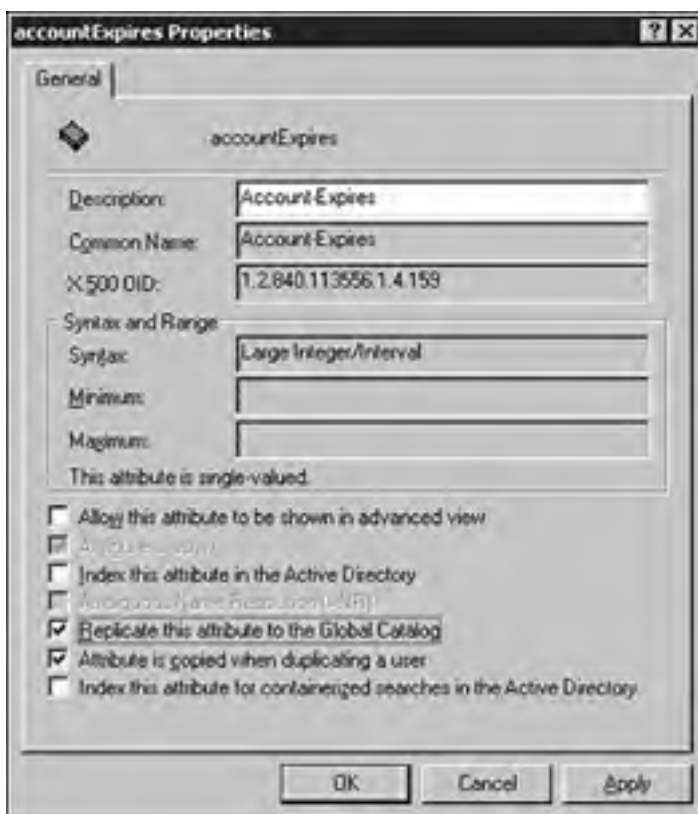 accountExpires Properties
General
accountExpires
Description: Account-Expires
Common Name: Account-Expires
X.500 OID: 1.2.840.113556.1.4.159
Syntax and Range
Syntax: Large Integer/Interval
Minimum:
Maximum:
This attribute is single-valued.
Allow this attribute to be shown in advanced view
Index this attribute in the Active Directory
Ambiguous Name Resolution (ANR)
Replicate this attribute to the Global Catalog
Attribute is copied when duplicating a user
Index this attribute for containerized searches in the Active Directory
OK Cancel Apply